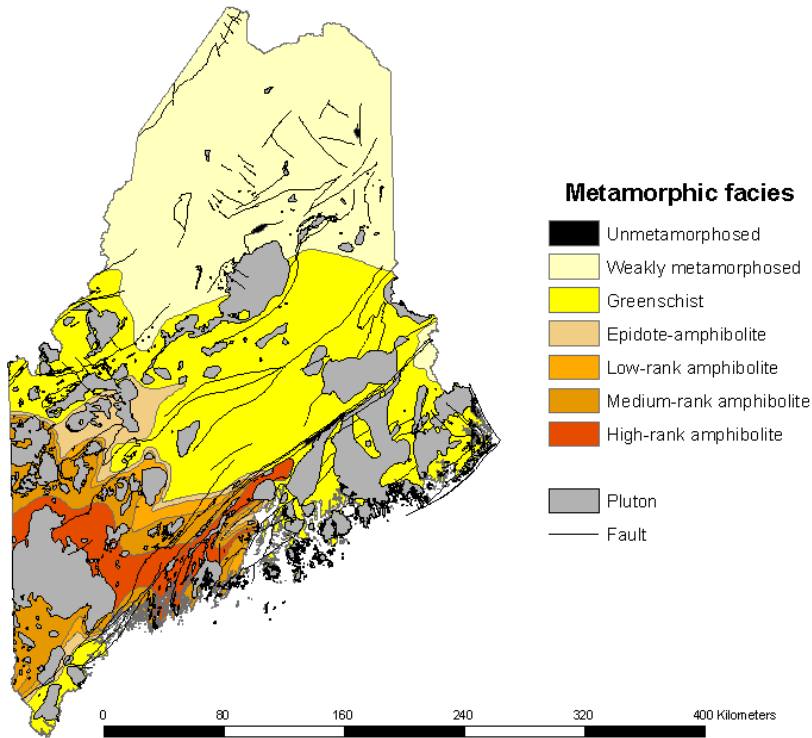 Metamorphic facies
Unmetamorphosed
Weakly metamorphosed
Greenschist
Epidote-amphibolite
Low-rank amphibolite
Medium-rank amphibolite
High-rank amphibolite
Pluton
Fault
0 80 160 240 320 400 Kilometers